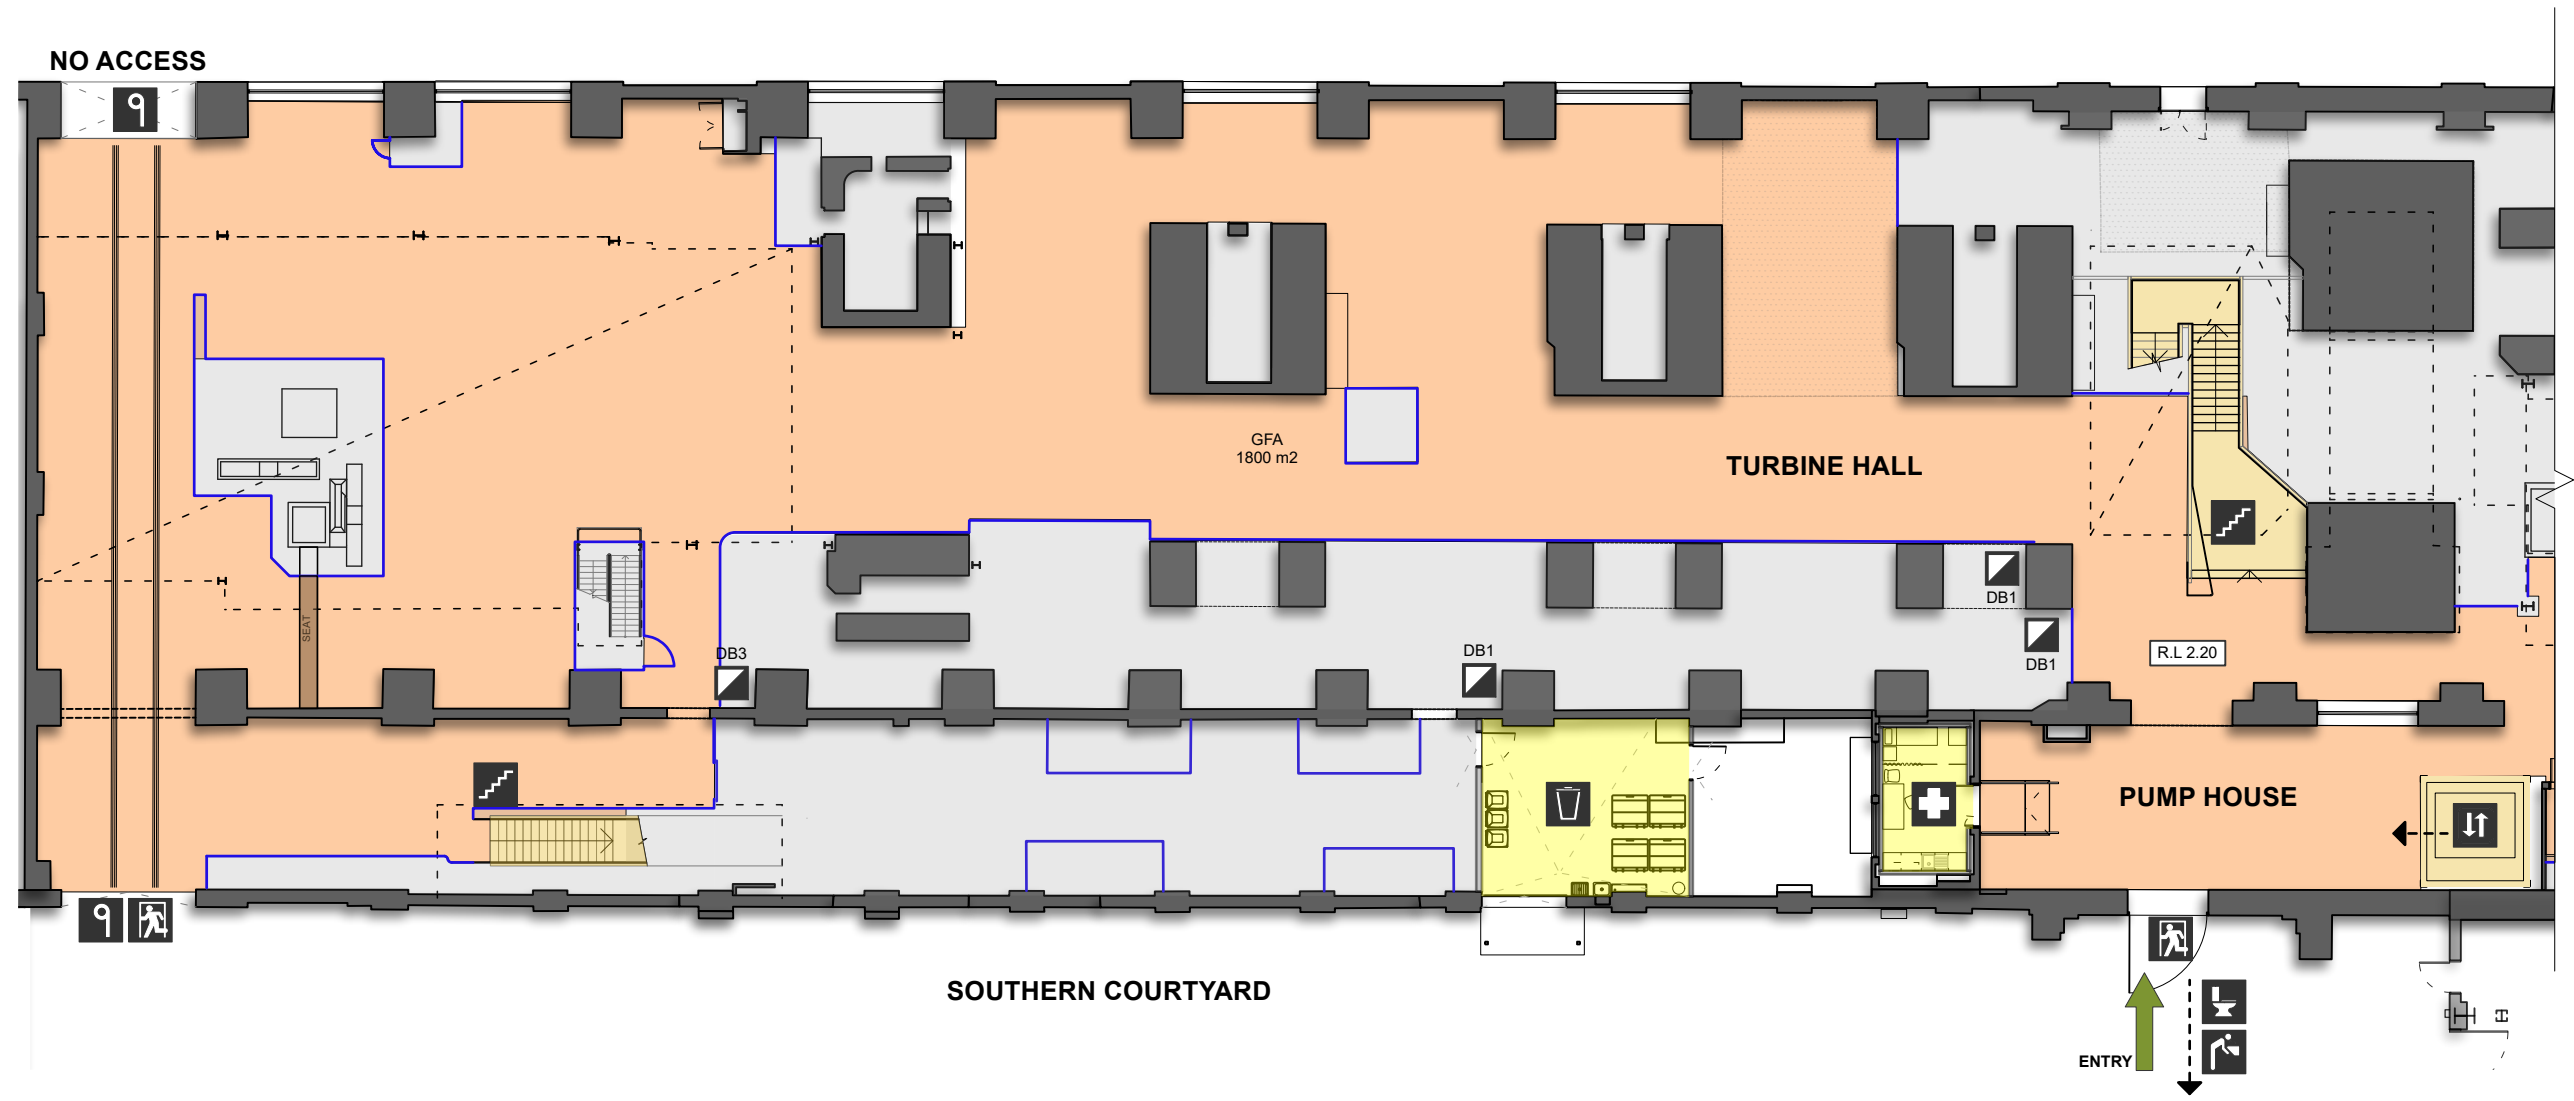 NO ACCESS
GFA
1800 m2
TURBINE HALL
DB1
DB1
SEAT
DB3
DB1
R.L 2.20
PUMP HOUSE
SOUTHERN COURTYARD
ENTRY